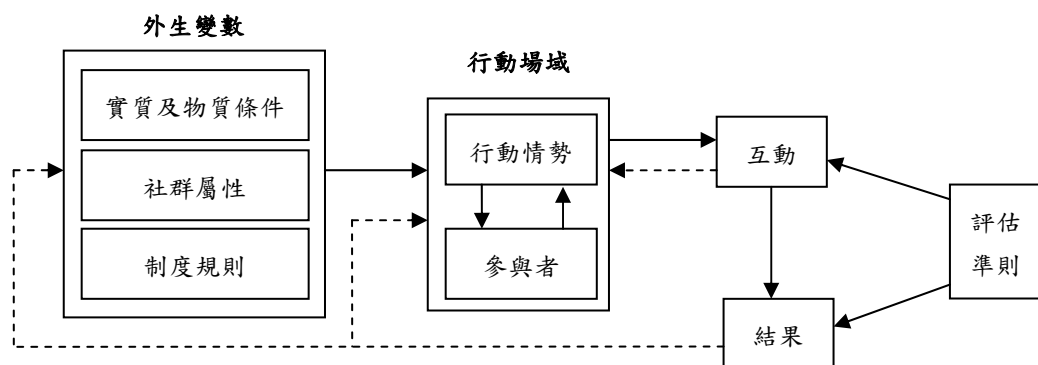 外生變數
實質及物質條件
社群屬性
制度規則
行動場域
行動情勢
參與者
互動
結果
評估
準則